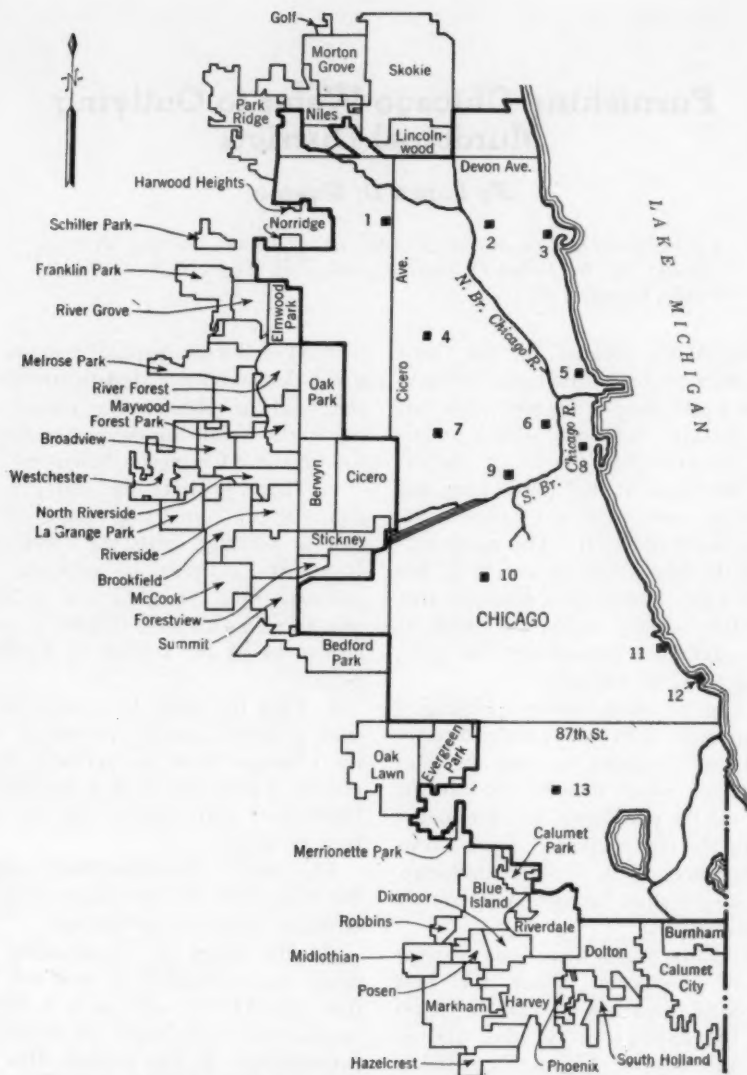 Golf
Morton
Grove
Skokie
N
Park
Ridge
Niles
Lincoln-
wood
Devon Ave.
Harwood Heights
1
2
3
Schiller Park
Norridge
LAKE MICHIGAN
Franklin Park
River Grove
Elmwood
Park
Cicero Ave.
N. Br. Chicago R.
4
Melrose Park
Oak
Park
5
River Forest
Maywood
Forest Park
6
Chicago R.
7
8
Broadview
Westchester
Berwyn
Cicero
9
S. Br.
North Riverside
La Grange Park
Stickney
Riverside
Brookfield
10
McCook
CHICAGO
Forestview
Summit
Bedford
Park
11
12
87th St.
Oak
Lawn
Evergreen
Park
13
Merrionette Park
Calumet
Park
Blue
Island
Dixmoor
Robbins
Riverdale
Burnham
Dolton
Midlothian
Calumet
City
Posen
Markham
Harvey
Hazelcrest
Phoenix
South Holland